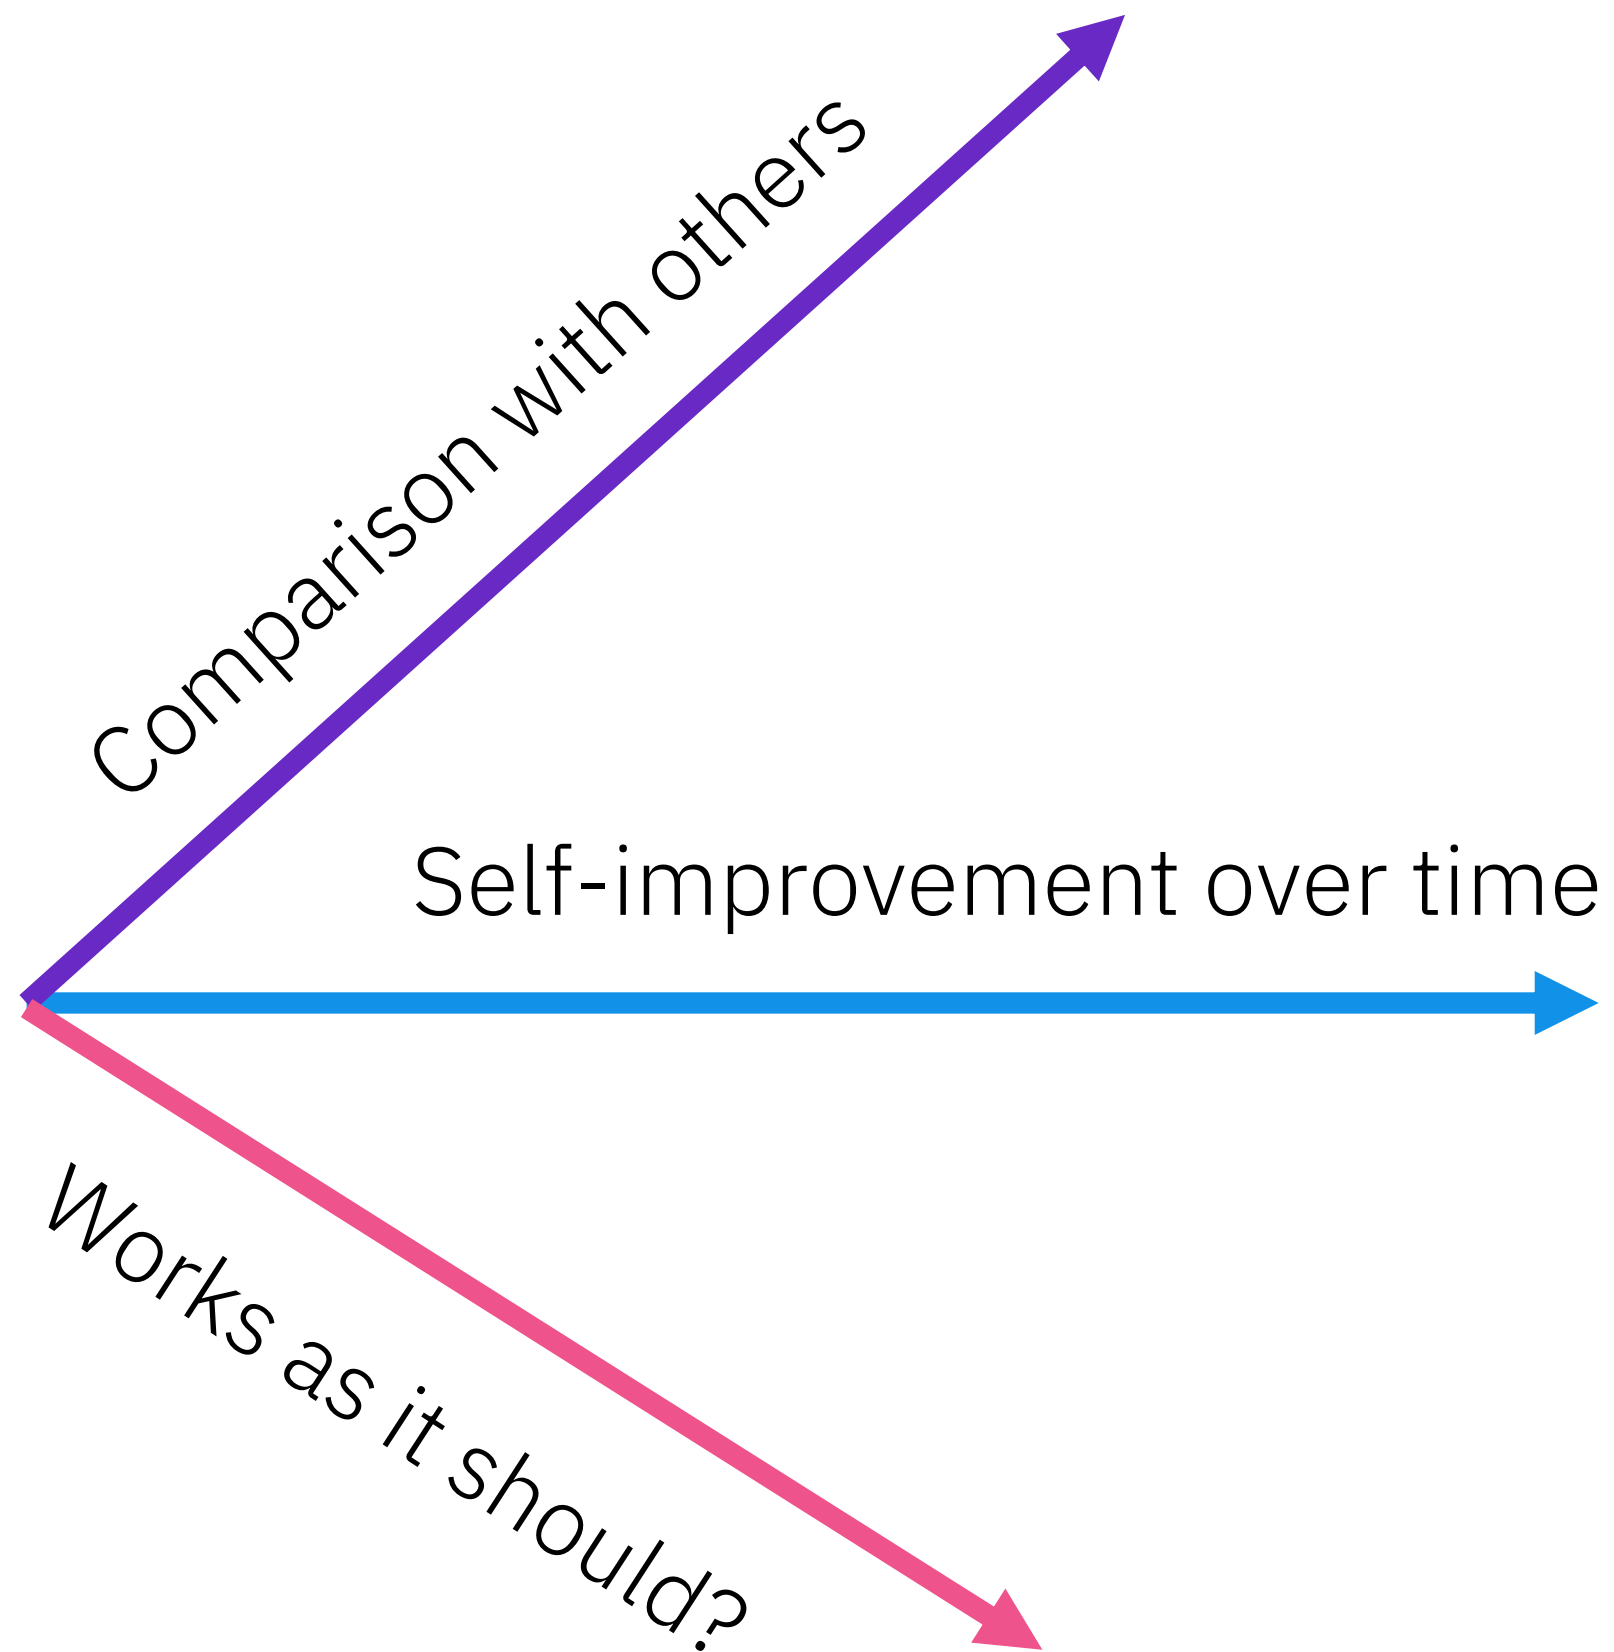 Comparison with others
Self-improvement over time
Works as it should?